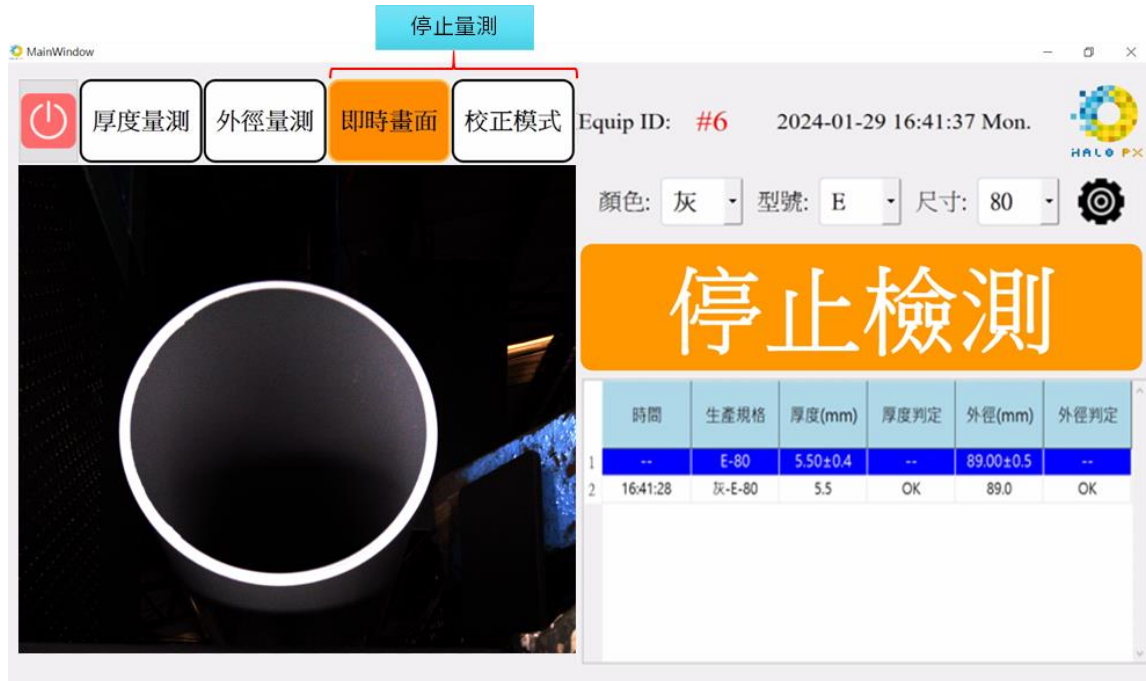 停止量測
MainWindow
厚度量測 外徑量測 即時畫面 校正模式 Equip ID: #6 2024-01-29 16:41:37 Mon.
HALO PX
顏色: 灰 型號: E 尺寸: 80
停止檢測
時間 生產規格 厚度(mm) 厚度判定 外徑(mm) 外徑判定
1 -- E-80 5.50±0.4 -- 89.00±0.5 --
2 16:41:28 灰-E-80 5.5 OK 89.0 OK